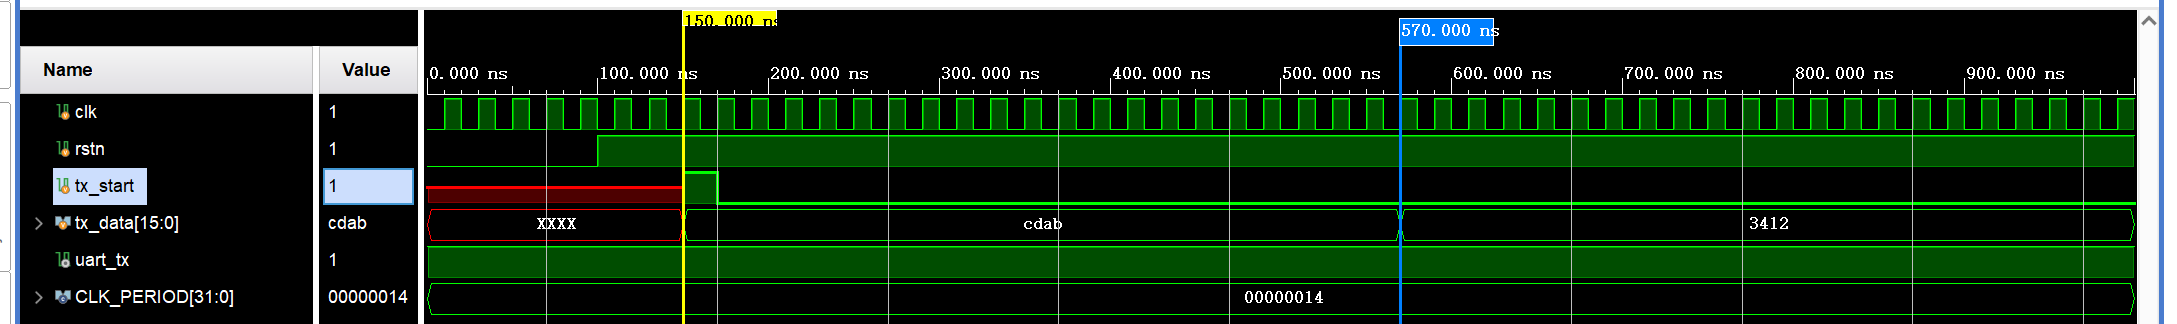 150.000 ns
570.000 ns
Name Value
0.000 ns 100.000 ns 200.000 ns 300.000 ns 400.000 ns 500.000 ns 600.000 ns 700.000 ns 800.000 ns 900.000 ns
clk 1
rstn 1
tx_start 1
tx_data[15:0] cdab XXXX cdab 3412
uart_tx 1
CLK_PERIOD[31:0] 00000014 00000014